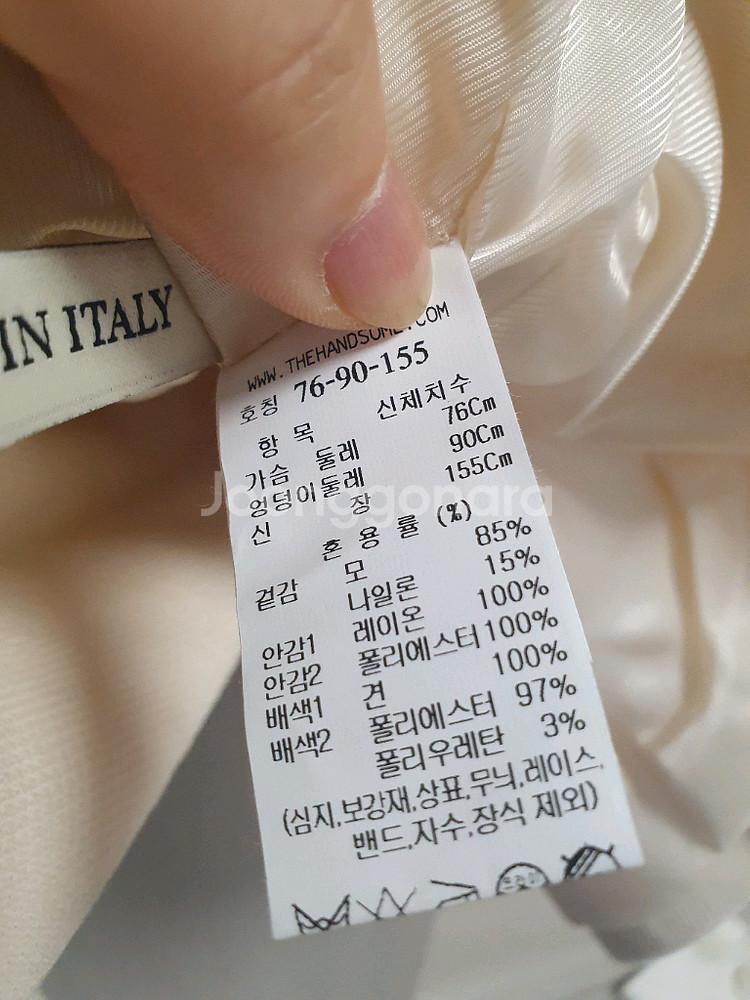 IN ITALY
WWW.THEHANDSOME.COM
호칭 76-90-155
항 목 신체치수
가슴 둘레 76Cm
엉덩이둘레 90Cm
신 장 155Cm
혼 용 률 (%)
겉감 모 85%
나일론 15%
안감1 레이온 100%
안감2 폴리에스터 100%
배색1 견 100%
배색2 폴리에스터 97%
폴리우레탄 3%
(심지,보강재,상표,무늬,레이스,
밴드,자수,장식 제외)
Joonggonara